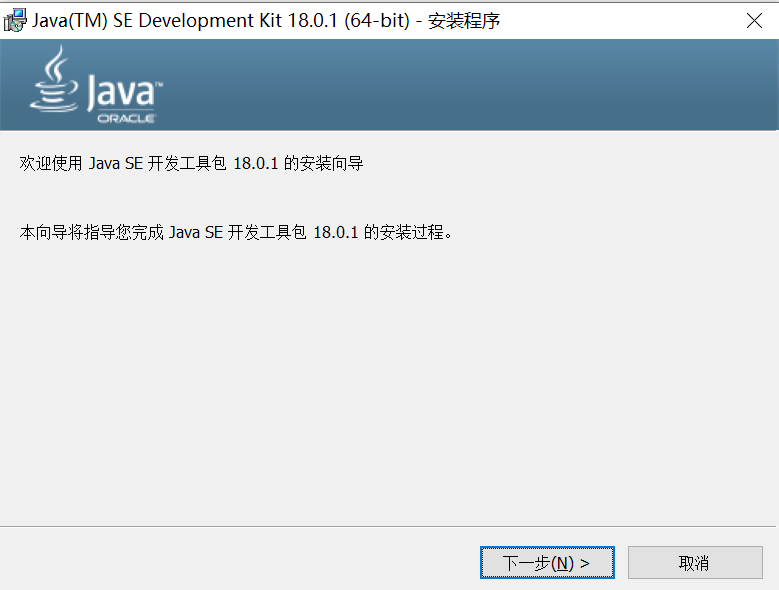 Java(TM) SE Development Kit 18.0.1 (64-bit) - 安装程序
Java™
ORACLE
欢迎使用 Java SE 开发工具包 18.0.1 的安装向导
本向导将指导您完成 Java SE 开发工具包 18.0.1 的安装过程。
下一步(N) >
取消